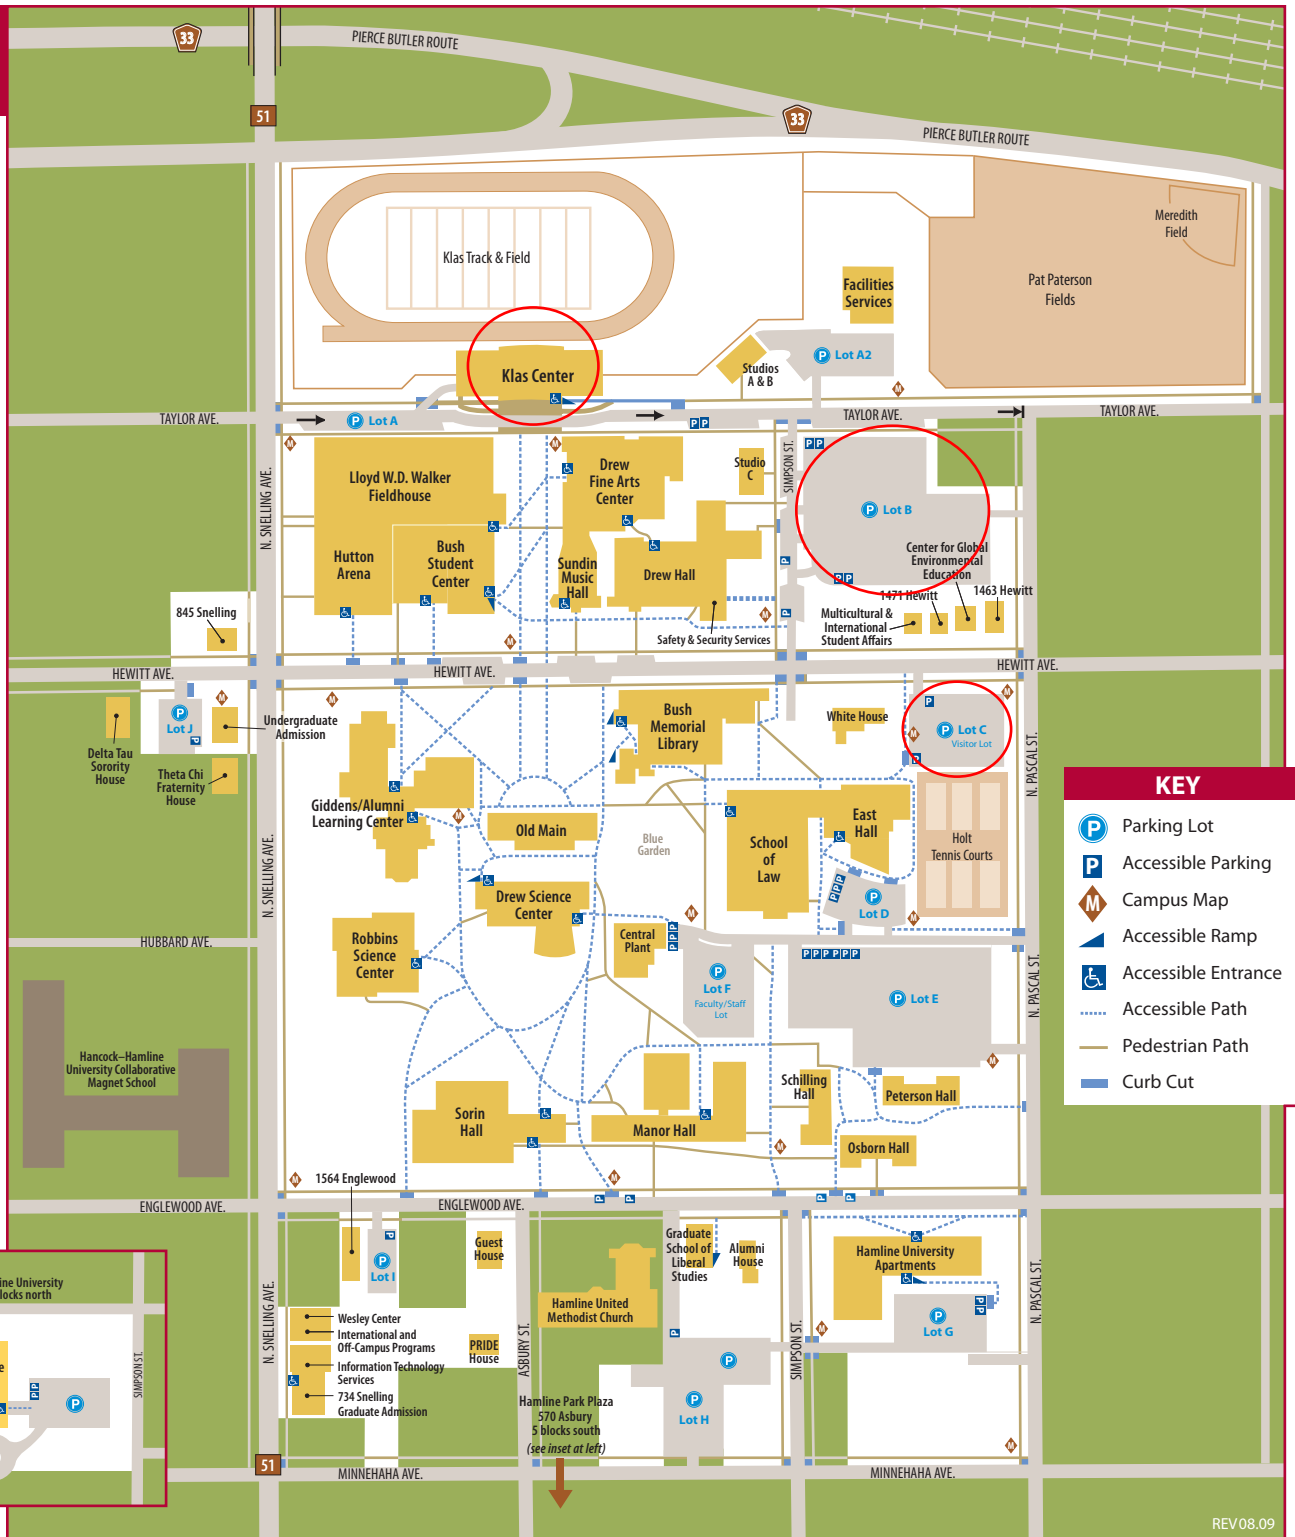 33
PIERCE BUTLER ROUTE
51
33
PIERCE BUTLER ROUTE
Meredith
Field
Klas Track & Field
Pat Paterson
Fields
Facilities
Services
P Lot A2
Klas Center
Studios
A & B
M
TAYLOR AVE.
P Lot A
P P
TAYLOR AVE.
TAYLOR AVE.
M
M
P P
N. SNELLING AVE.
Lloyd W.D. Walker
Fieldhouse
Drew
Fine Arts
Center
Studio
C
SIMPSON ST.
P Lot B
Hutton
Arena
Bush
Student
Center
Sundin
Music
Hall
Drew Hall
P
P P
Center for Global
Environmental
Education
1471 Hewitt
1463 Hewitt
845 Snelling
M
Safety & Security Services
M
P
Multicultural &
International
Student Affairs
HEWITT AVE.
HEWITT AVE.
HEWITT AVE.
M
M
M
P
Lot J
P
Undergraduate
Admission
Delta Tau
Sorority
House
Theta Chi
Fraternity
House
Bush
Memorial
Library
White House
P
M
P Lot C
Visitor Lot
P
N. PASCAL ST.
KEY
P Parking Lot
P Accessible Parking
M Campus Map
Accessible Ramp
Accessible Entrance
Accessible Path
Pedestrian Path
Curb Cut
Giddens/Alumni
Learning Center
M
Old Main
Blue
Garden
School
of
Law
East
Hall
Holt
Tennis Courts
N. SNELLING AVE.
Drew Science
Center
P P P
P
Lot D
M
M
HUBBARD AVE.
Robbins
Science
Center
Central
Plant
P P P
P P P P P P
P
Lot F
Faculty/Staff
Lot
P Lot E
N. PASCAL ST.
Hancock–Hamline
University Collaborative
Magnet School
M
Schilling
Hall
Peterson Hall
Sorin
Hall
Manor Hall
M
Osborn Hall
M
1564 Englewood
M
ENGLEWOOD AVE.
ENGLEWOOD AVE.
P P
P P
P
P
Lot I
Guest
House
Graduate
School of
Liberal
Studies
Alumni
House
Hamline University
Apartments
N. PASCAL ST.
ine University
locks north
N. SNELLING AVE.
Hamline United
Methodist Church
P P
P
Lot G
Wesley Center
International and
Off-Campus Programs
PRIDE
House
ASBURY ST.
P
SIMPSON ST.
M
Information Technology
Services
734 Snelling
Graduate Admission
P
P
Lot H
SIMPSON ST.
e
P P
P
Hamline Park Plaza
570 Asbury
5 blocks south
(see inset at left)
M
51
MINNEHAHA AVE.
MINNEHAHA AVE.
REV08.09